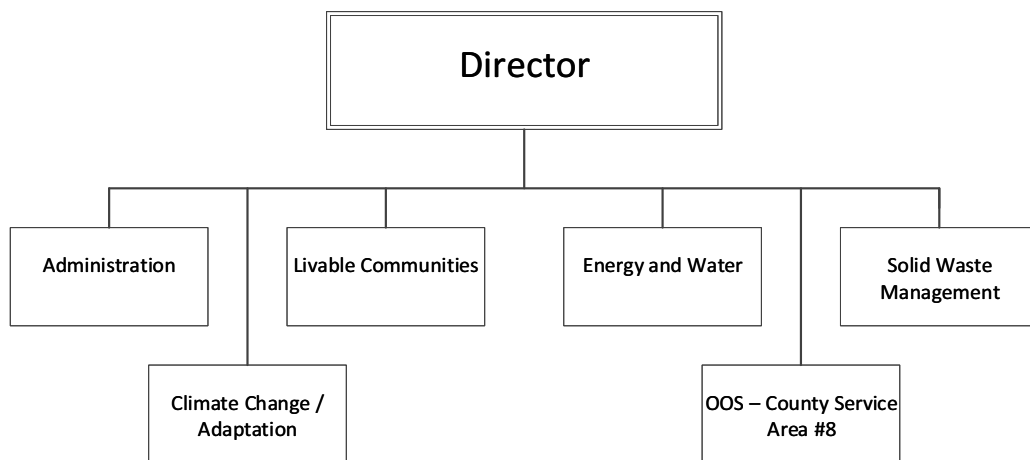 Director
Administration
Livable Communities
Energy and Water
Solid Waste
Management
Climate Change /
Adaptation
OOS – County Service
Area #8